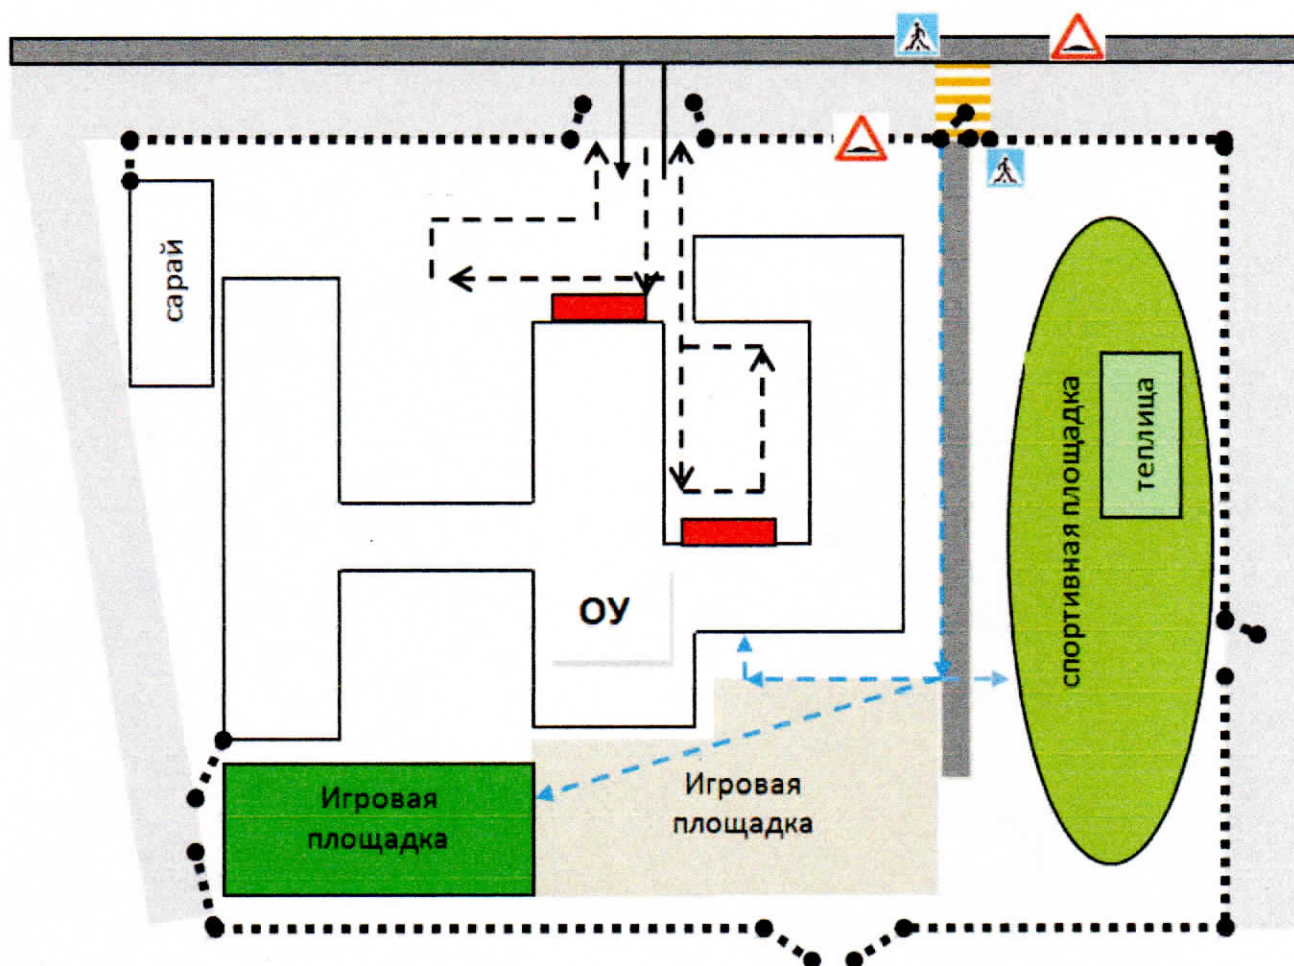 сарай
теплица
спортивная площадка
ОУ
Игровая
площадка
Игровая
площадка